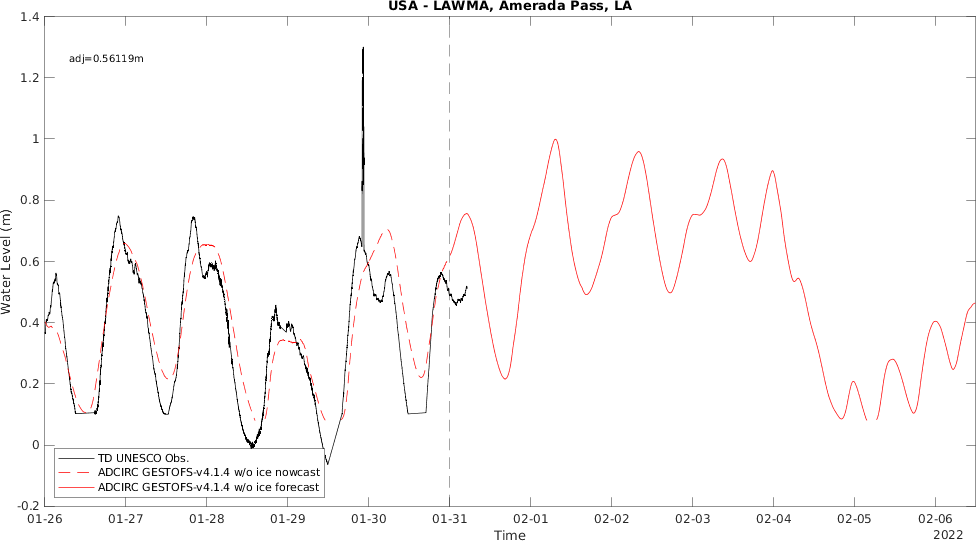 USA - LAWMA, Amerada Pass, LA
1.4
1.2
1
0.8
0.6
0.4
0.2
0
-0.2
Water Level (m)
adj=0.56119m
TD UNESCO Obs.
ADCIRC GESTOFS-v4.1.4 w/o ice nowcast
ADCIRC GESTOFS-v4.1.4 w/o ice forecast
01-26 01-27 01-28 01-29 01-30 01-31 02-01 02-02 02-03 02-04 02-05 02-06
Time
2022